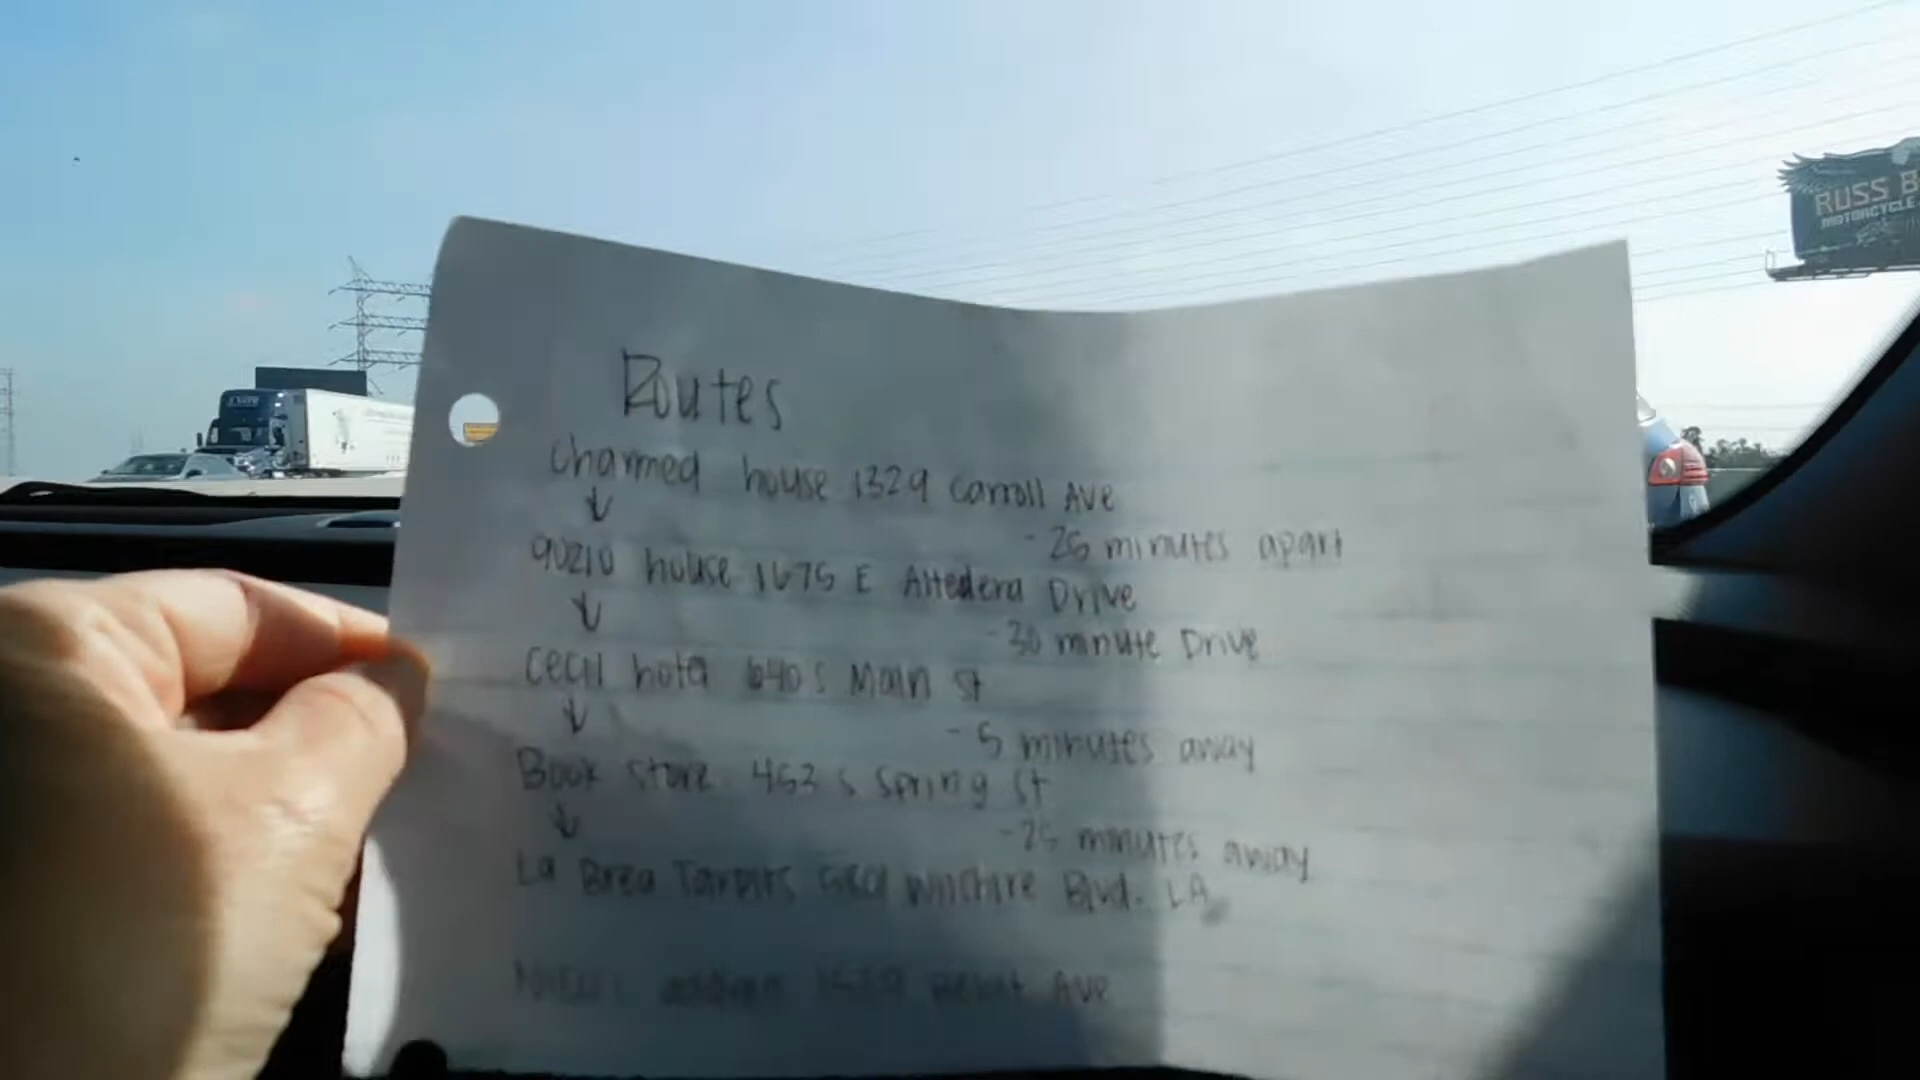 Routes
Charmed house 1329 Carroll Ave
- 25 minutes apart
90210 house 1675 E Altedena Drive
- 30 minute Drive
Cecil hotel 640 S Main St
- 5 minutes away
Book store 453 S Spring St
- 25 minutes away
La Brea Tarpits Wilshire Blvd. LA
Ave
RUSS B
MOTORCYCLE